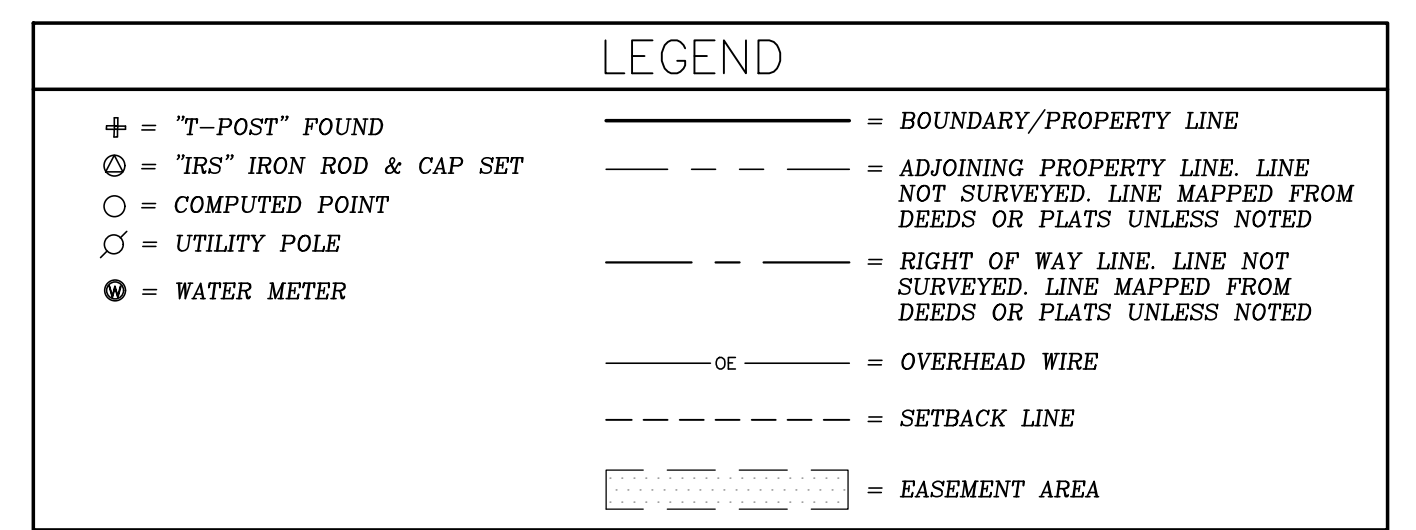 LEGEND
= "T-POST" FOUND
= "IRS" IRON ROD & CAP SET
= COMPUTED POINT
= UTILITY POLE
W = WATER METER
= BOUNDARY/PROPERTY LINE
= ADJOINING PROPERTY LINE. LINE
NOT SURVEYED. LINE MAPPED FROM
DEEDS OR PLATS UNLESS NOTED
= RIGHT OF WAY LINE. LINE NOT
SURVEYED. LINE MAPPED FROM
DEEDS OR PLATS UNLESS NOTED
OE = OVERHEAD WIRE
= SETBACK LINE
= EASEMENT AREA